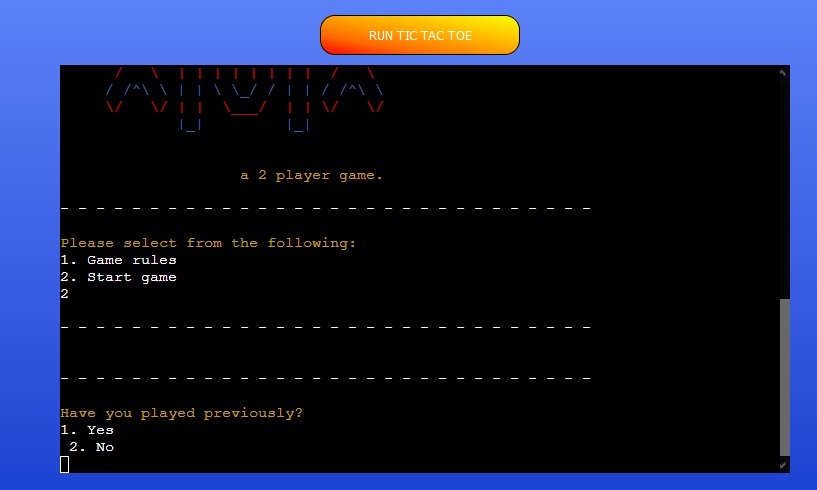 RUN TIC TAC TOE
a 2 player game.
- - - - - - - - - - - - - - - - - - - - - - - - - - - - - -
Please select from the following:
1. Game rules
2. Start game
2
- - - - - - - - - - - - - - - - - - - - - - - - - - - - - -
- - - - - - - - - - - - - - - - - - - - - - - - - - - - - -
Have you played previously?
1. Yes
 2. No